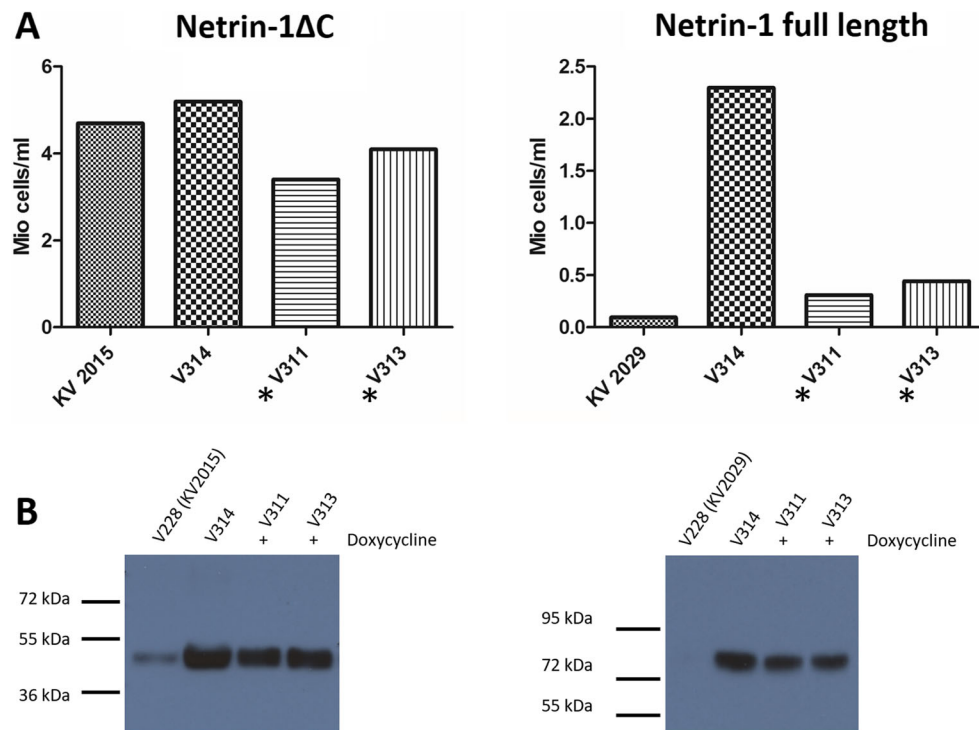 A
Netrin-1ΔC
Mio cells/ml
6
4
2
0
KV 2015
V314
* V311
* V313
Netrin-1 full length
Mio cells/ml
2.5
2.0
1.5
1.0
0.5
0.0
KV 2029
V314
* V311
* V313
B
V228 (KV2015)
V314
V311
V313
+ + Doxycycline
72 kDa
55 kDa
36 kDa
V228 (KV2029)
V314
V311
V313
+ + Doxycycline
95 kDa
72 kDa
55 kDa